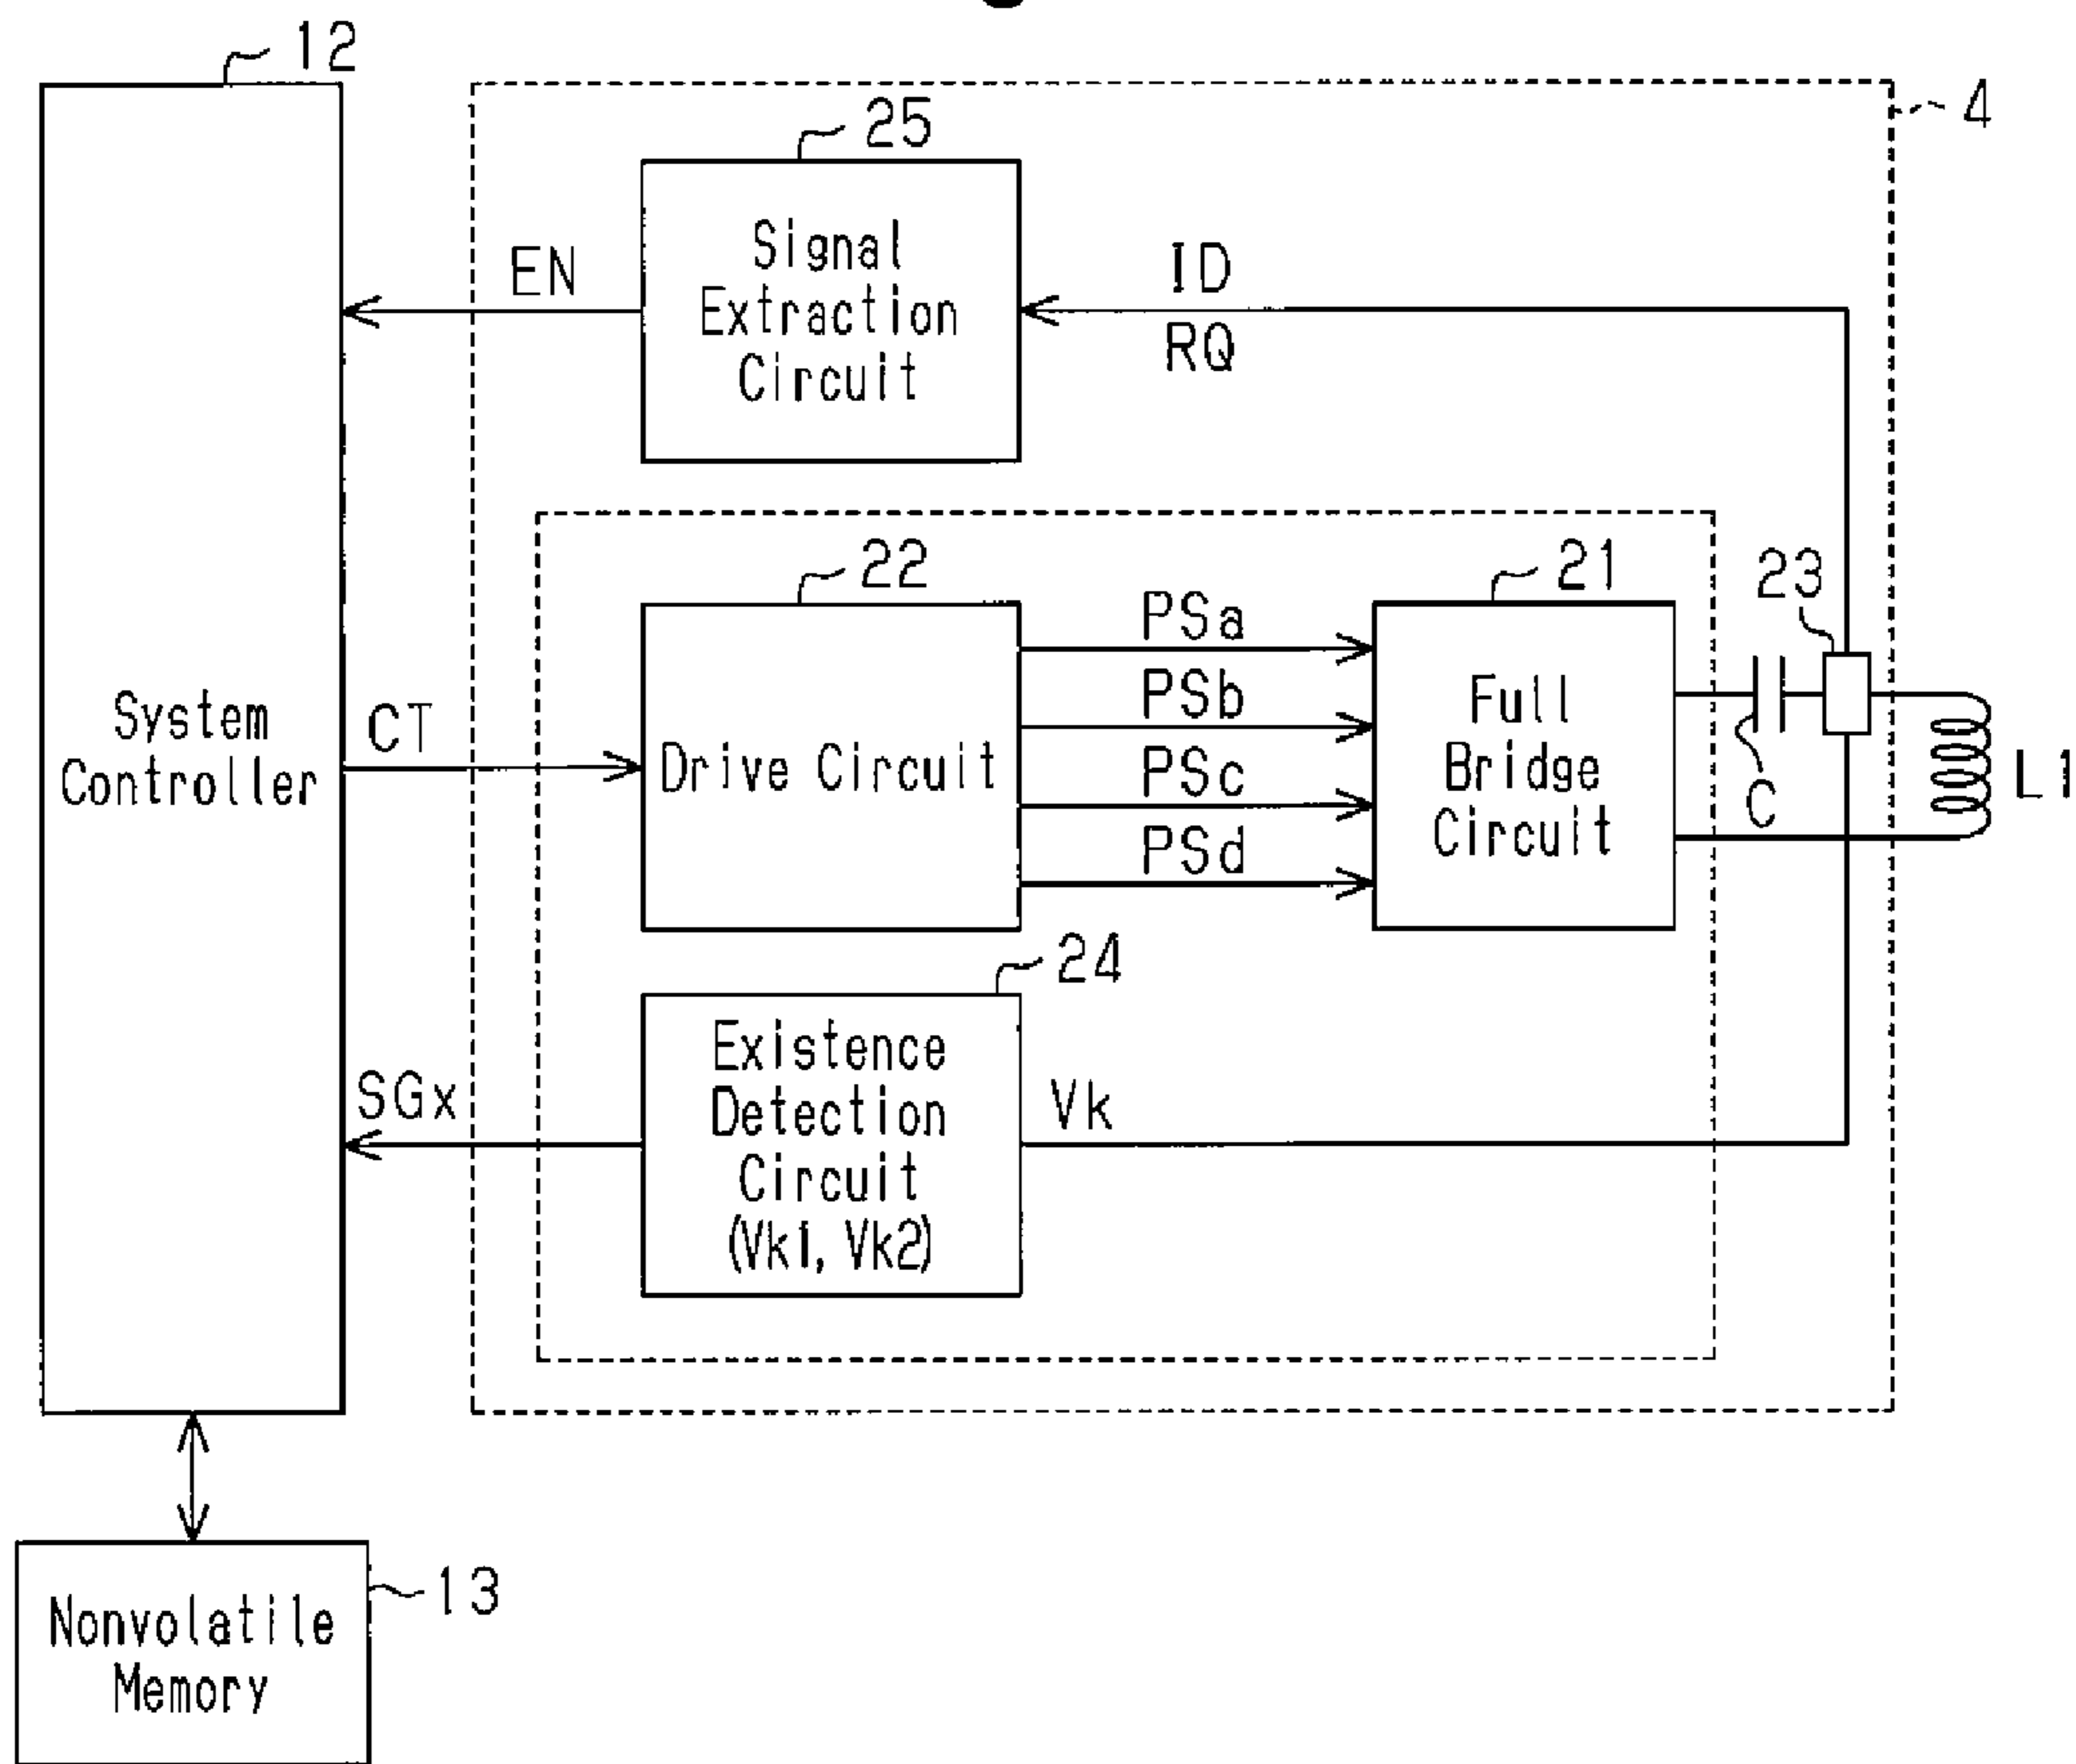 12
4
25
Signal
Extraction
Circuit
EN
ID
RQ
22
21
23
System
Controller
CT
Drive Circuit
PSa
PSb
PSc
PSd
Full
Bridge
Circuit
C
L1
24
Existence
Detection
Circuit
(Vk1, Vk2)
SGx
Vk
13
Nonvolatile
Memory